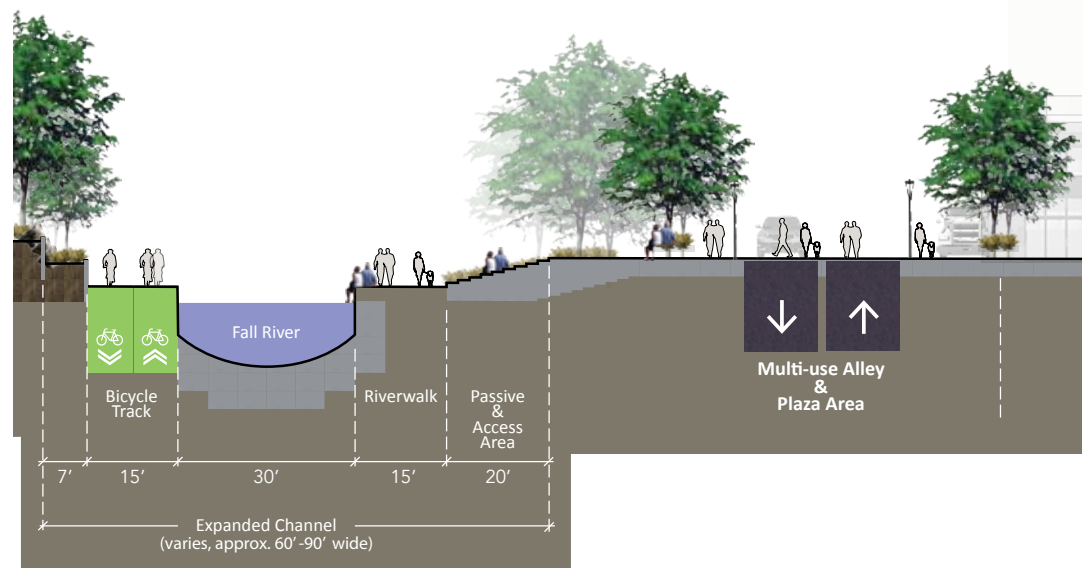 Fall River
Bicycle
Track
Riverwalk
Passive
&
Access
Area
Multi-use Alley
&
Plaza Area
7’
15’
30’
15’
20’
Expanded Channel
(varies, approx. 60’-90’ wide)